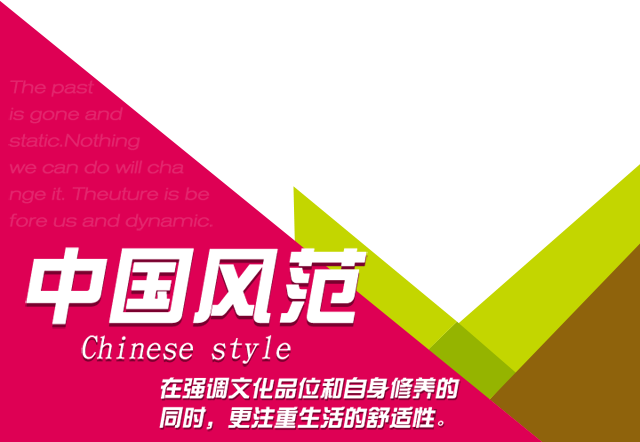 The past
is gone and
static.Nothing
we can do will cha
nge it. Theuture is be
fore us and dynamic.
中国风范
Chinese style
在强调文化品位和自身修养的
同时，更注重生活的舒适性。